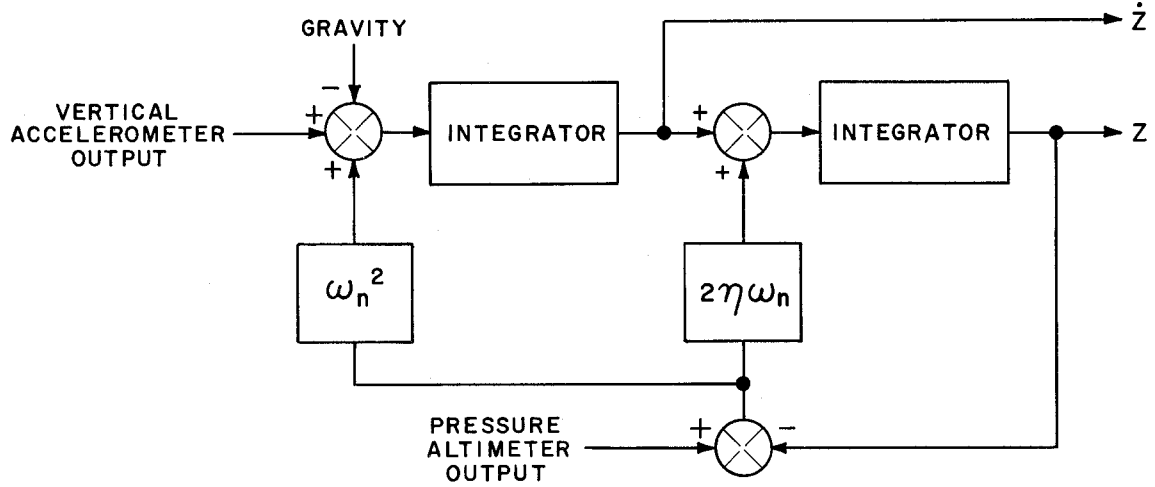 GRAVITY
Ż
−
+
VERTICAL
ACCELEROMETER
OUTPUT
INTEGRATOR
+
INTEGRATOR
Z
+
+
ωn²
2ηωn
PRESSURE
ALTIMETER
OUTPUT
+
−